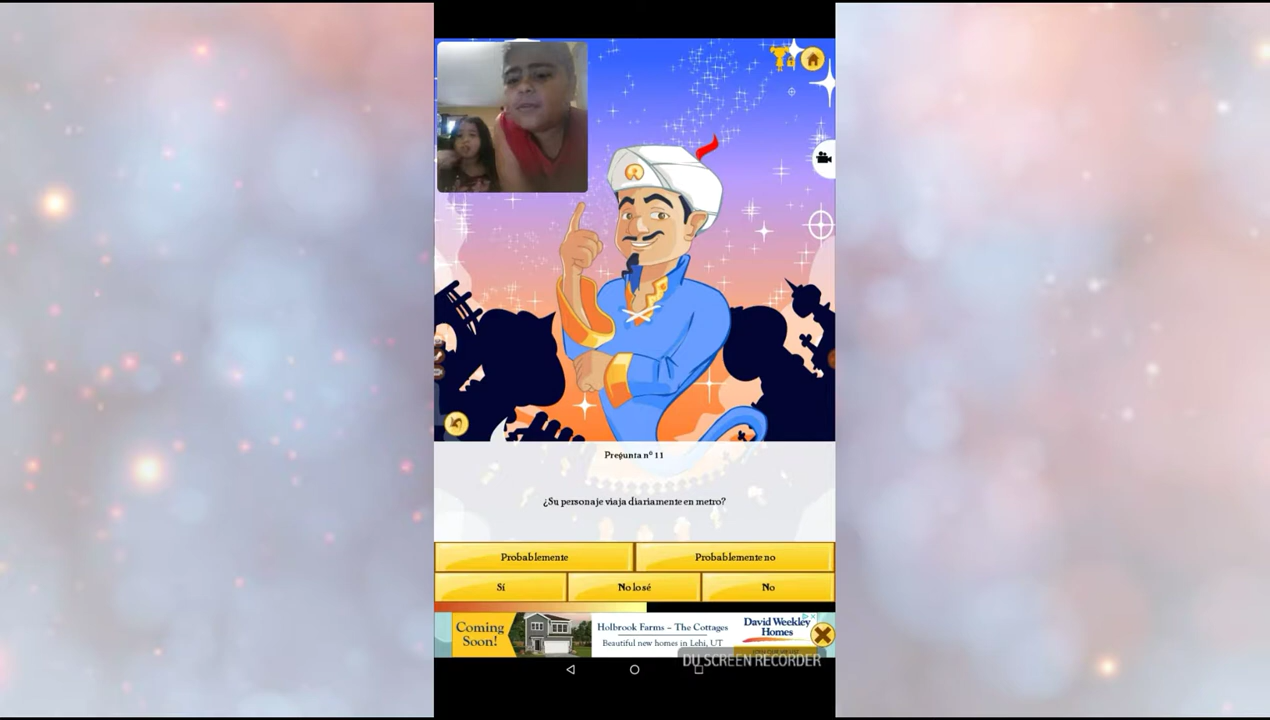 Pregunta nº 11
¿Su personaje viaja diariamente en metro?
Probablemente
Probablemente no
Sí
No lo sé
No
Coming
Soon!
Holbrook Farms – The Cottages
Beautiful new homes in Lehi, UT
David Weekley
Homes
DU SCREEN RECORDER